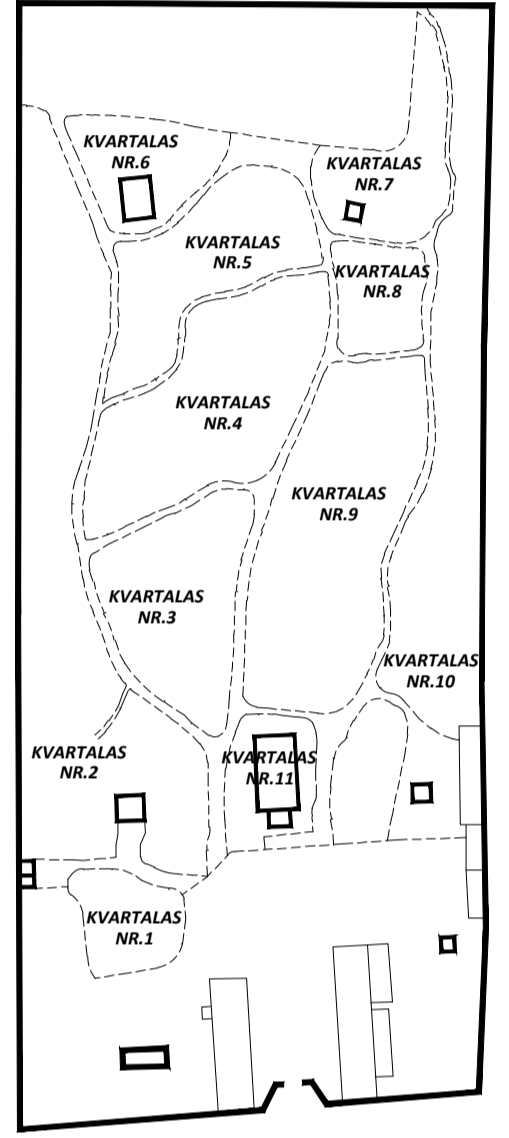 KVARTALAS
NR.6
KVARTALAS
NR.7
KVARTALAS
NR.5
KVARTALAS
NR.8
KVARTALAS
NR.4
KVARTALAS
NR.9
KVARTALAS
NR.3
KVARTALAS
NR.10
KVARTALAS
NR.2
KVARTALAS
NR.11
KVARTALAS
NR.1